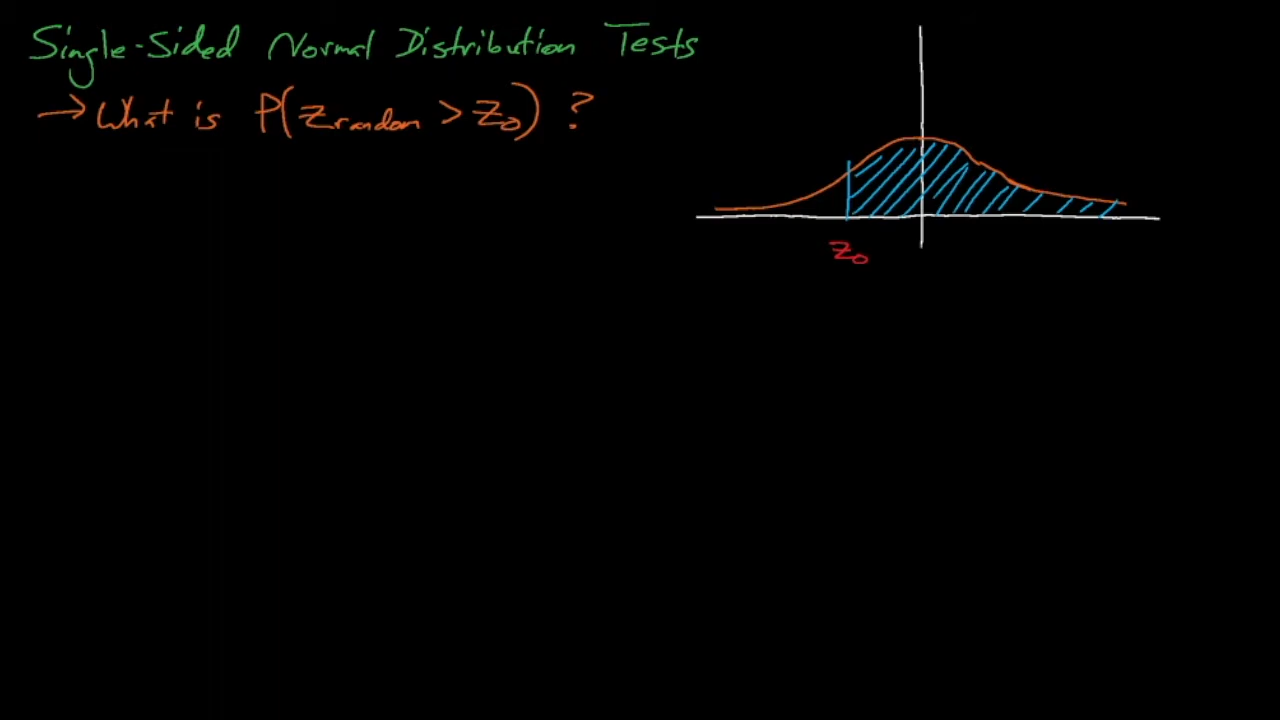 Single-Sided Normal Distribution Tests
→ What is P(Zrandom > Z0) ?
Z0